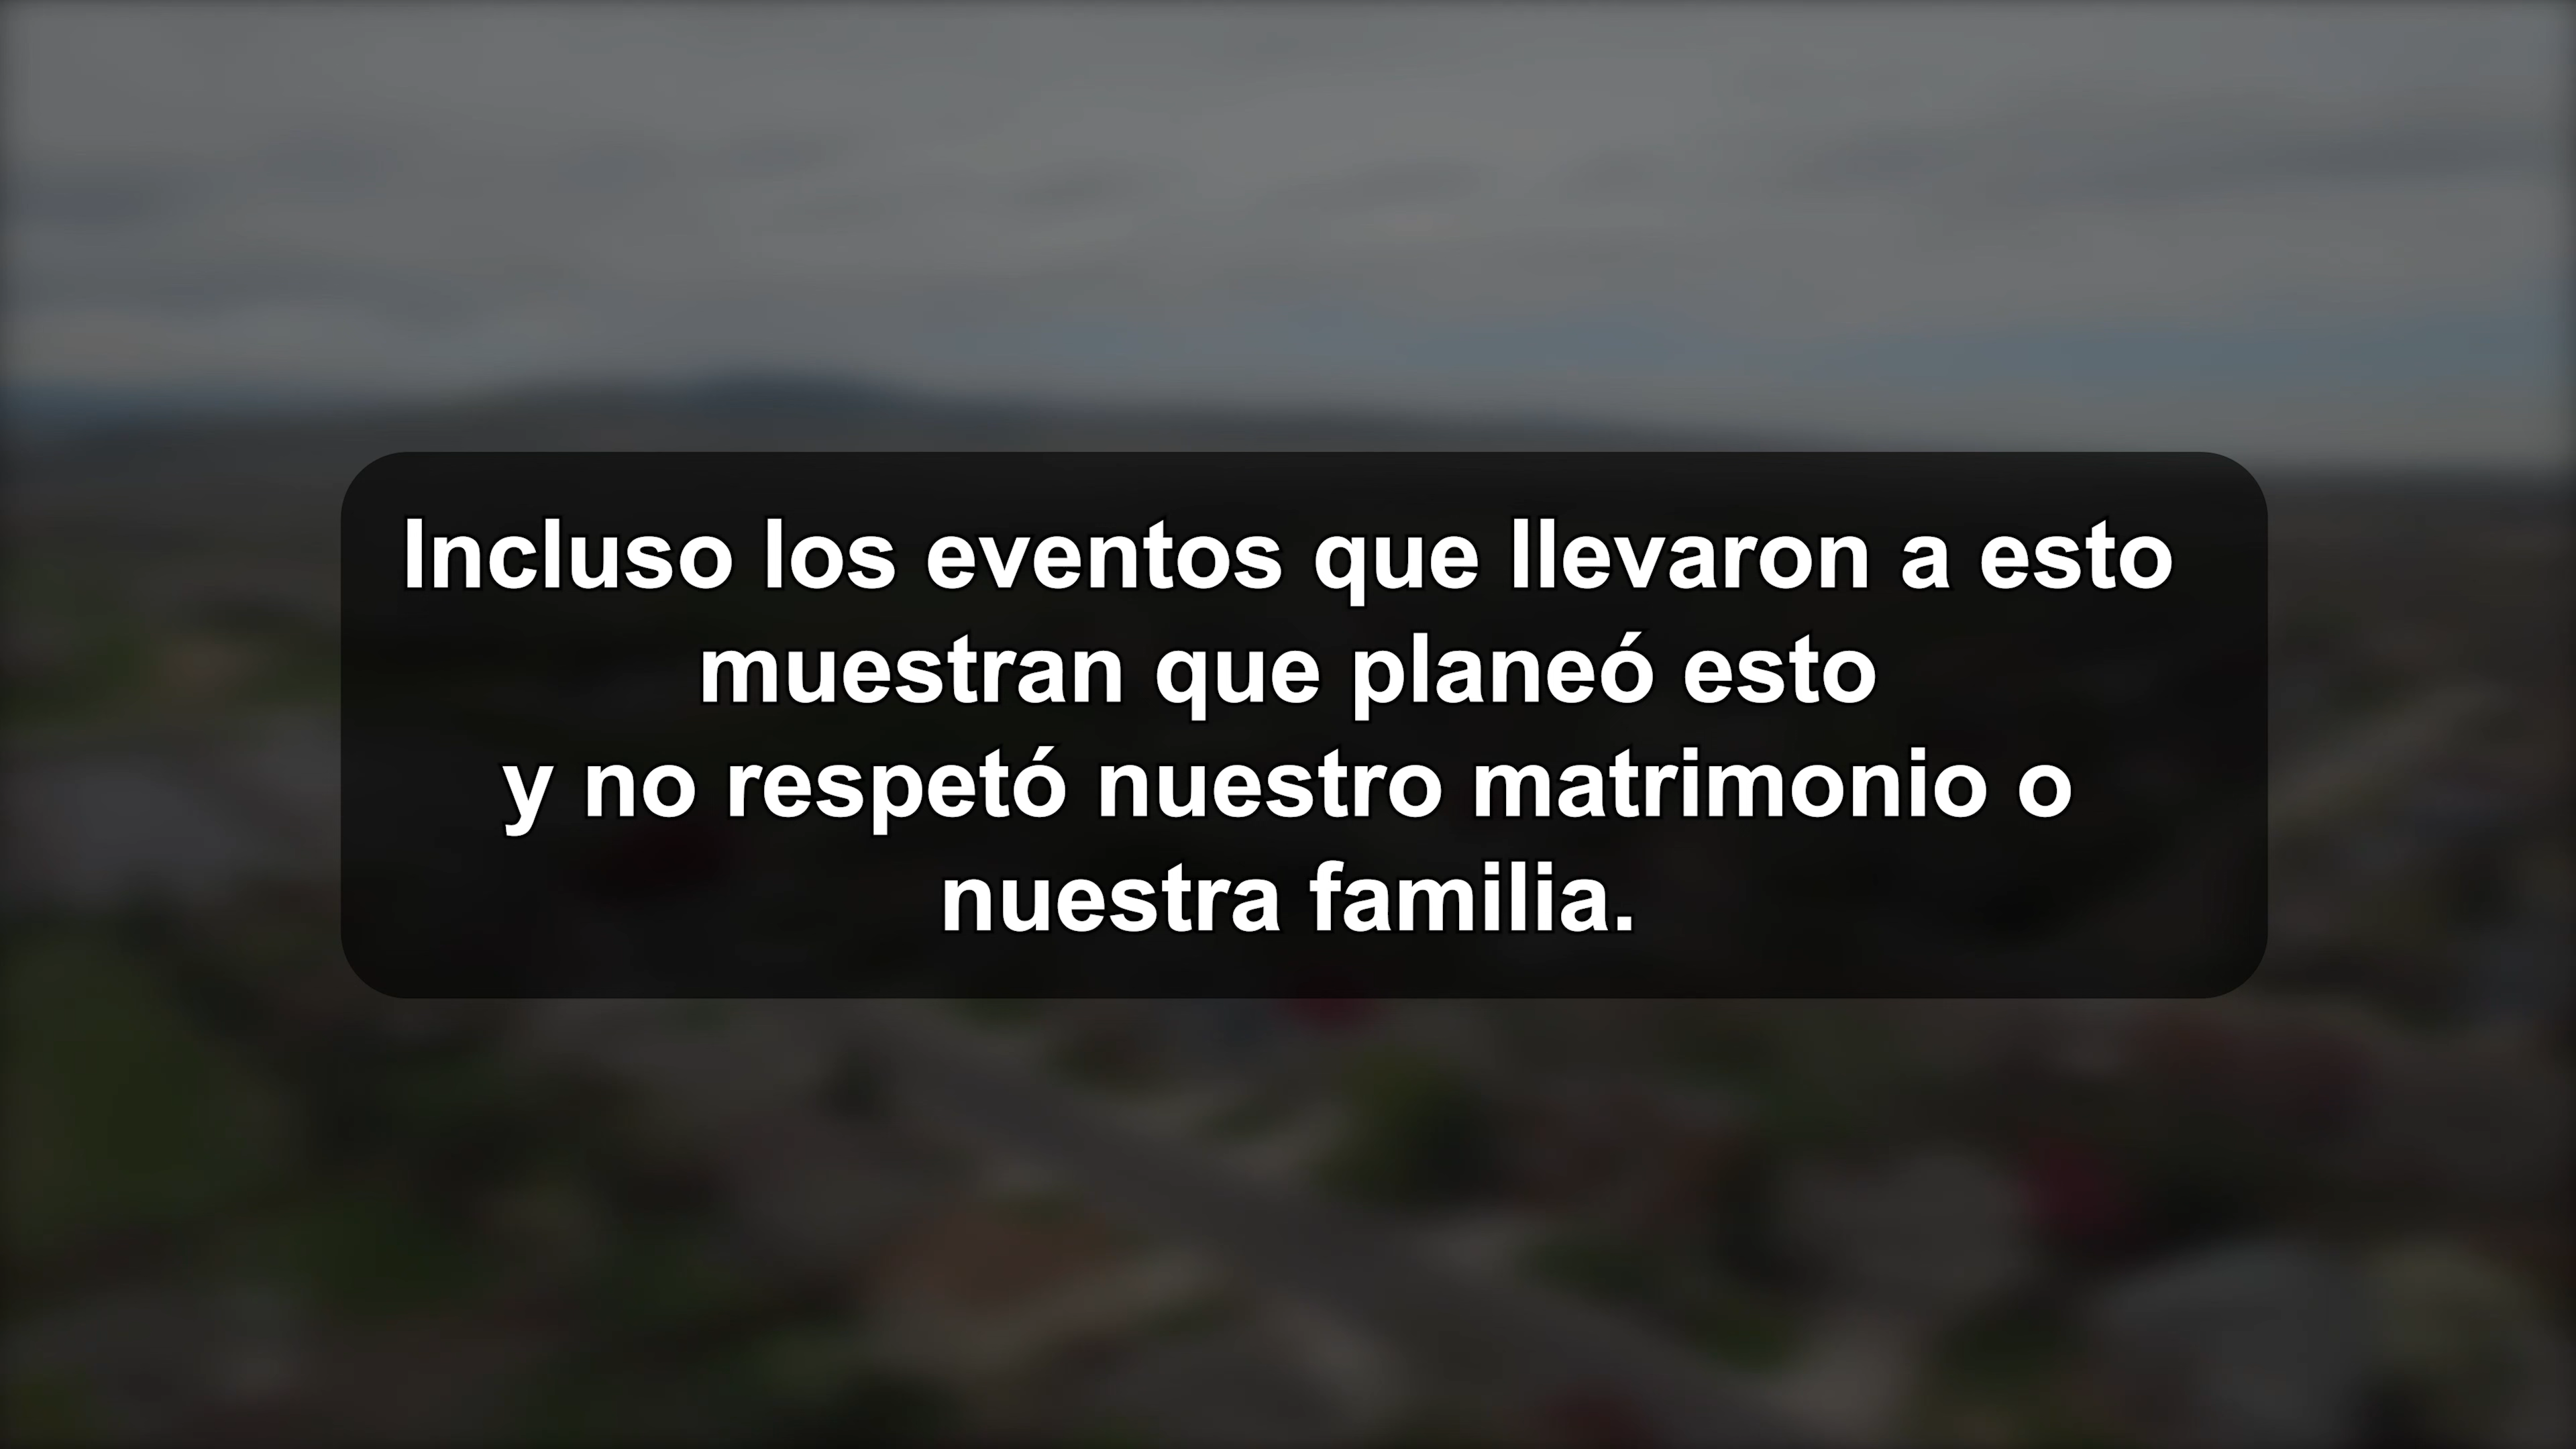 Incluso los eventos que llevaron a esto
muestran que planeó esto
y no respetó nuestro matrimonio o
nuestra familia.